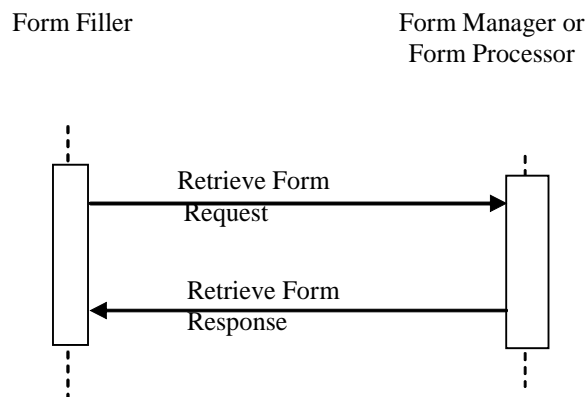 Form Filler
Form Manager or
Form Processor
Retrieve Form
Request
Retrieve Form
Response